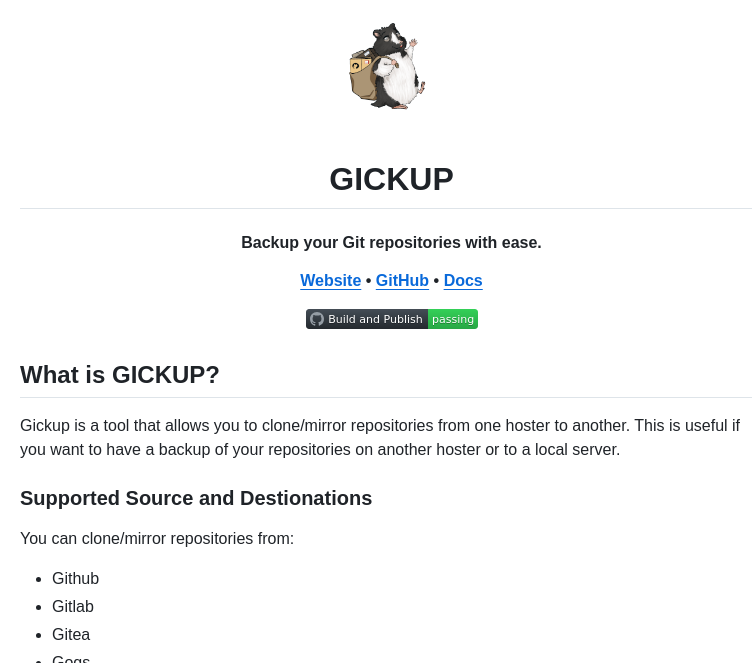 GICKUP
Backup your Git repositories with ease.
Website • GitHub • Docs
Build and Publish passing
What is GICKUP?
Gickup is a tool that allows you to clone/mirror repositories from one hoster to another. This is useful if
you want to have a backup of your repositories on another hoster or to a local server.
Supported Source and Destionations
You can clone/mirror repositories from:
• Github
• Gitlab
• Gitea
• Gogs